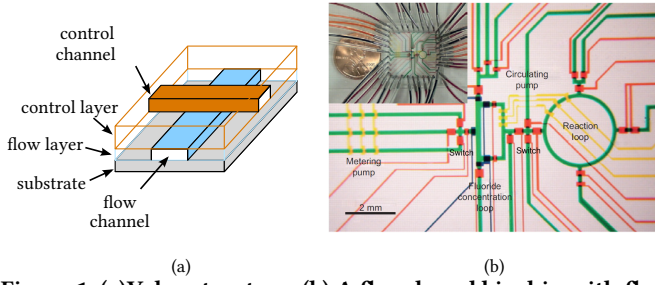 control
channel
control layer
flow layer
substrate
flow
channel
(a)
Circulating
pump
Reaction
loop
Switch
Switch
Metering
pump
Fluoride
concentration
loop
2 mm
(b)